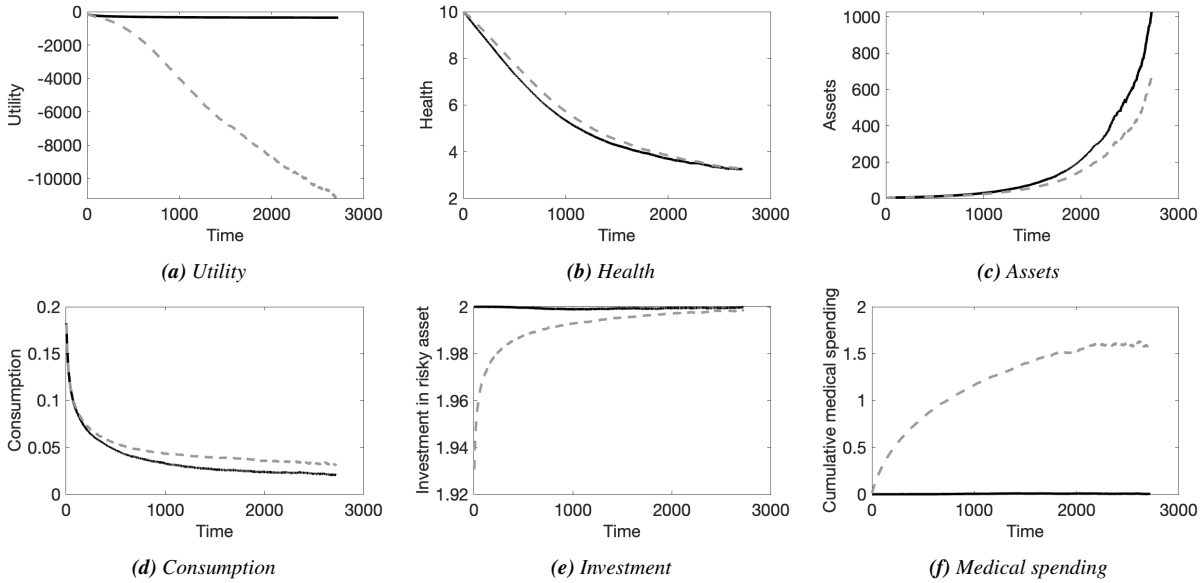 Utility
0
-2000
-4000
-6000
-8000
-10000
0 1000 2000 3000
Time
(a) Utility
Health
10
8
6
4
2
0 1000 2000 3000
Time
(b) Health
Assets
1000
800
600
400
200
0
0 1000 2000 3000
Time
(c) Assets
Consumption
0.2
0.15
0.1
0.05
0
0 1000 2000 3000
Time
(d) Consumption
Investment in risky asset
2
1.98
1.96
1.94
1.92
0 1000 2000 3000
Time
(e) Investment
Cumulative medical spending
2
1.5
1
0.5
0
0 1000 2000 3000
Time
(f) Medical spending